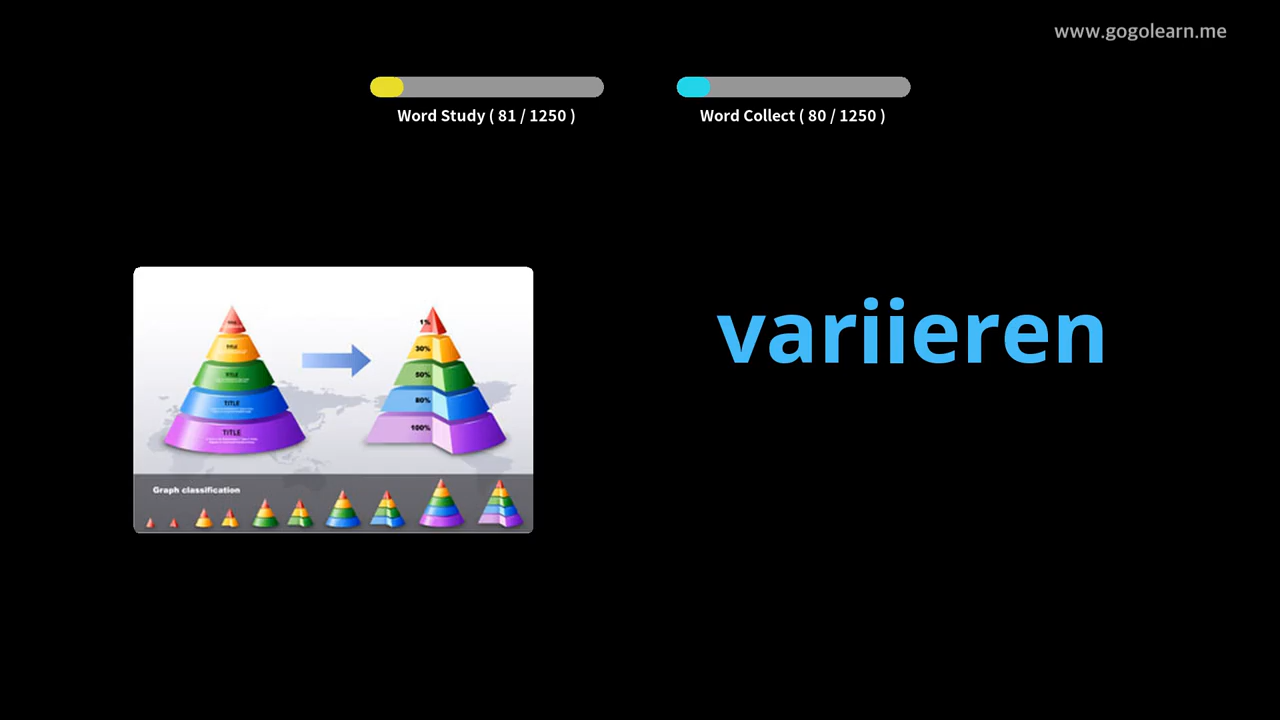 www.gogolearn.me
Word Study ( 81 / 1250 )
Word Collect ( 80 / 1250 )
variieren
TITLE
TITLE
TITLE
TITLE
1%
30%
50%
80%
100%
Graph classification